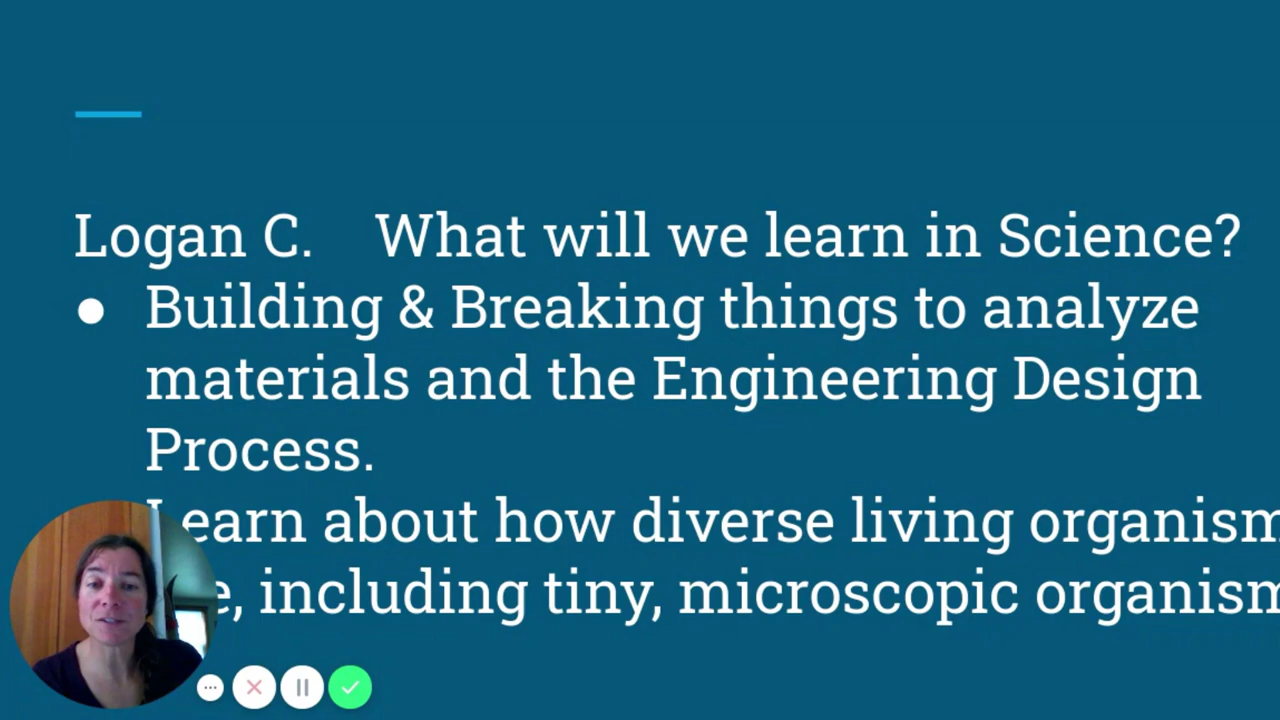 Logan C. What will we learn in Science?
● Building & Breaking things to analyze
materials and the Engineering Design
Process.
Learn about how diverse living organism
including tiny, microscopic organism